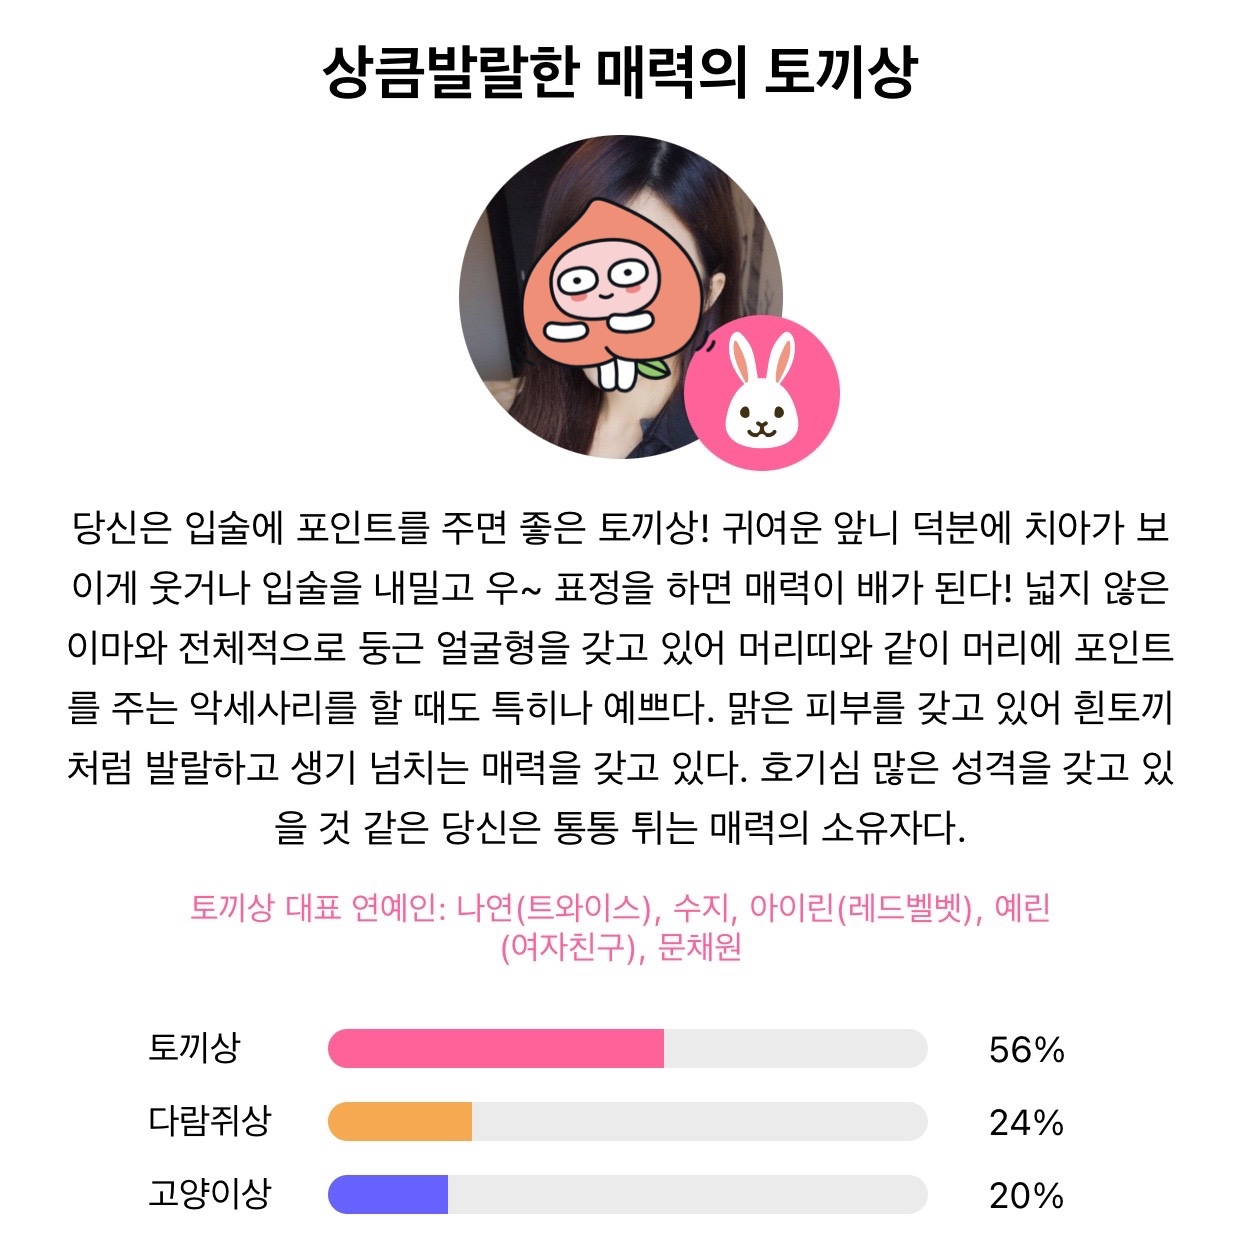 상큼발랄한 매력의 토끼상
당신은 입술에 포인트를 주면 좋은 토끼상! 귀여운 앞니 덕분에 치아가 보
이게 웃거나 입술을 내밀고 우~ 표정을 하면 매력이 배가 된다! 넓지 않은
이마와 전체적으로 둥근 얼굴형을 갖고 있어 머리띠와 같이 머리에 포인트
를 주는 악세사리를 할 때도 특히나 예쁘다. 맑은 피부를 갖고 있어 흰토끼
처럼 발랄하고 생기 넘치는 매력을 갖고 있다. 호기심 많은 성격을 갖고 있
을 것 같은 당신은 통통 튀는 매력의 소유자다.
토끼상 대표 연예인: 나연(트와이스), 수지, 아이린(레드벨벳), 예린
(여자친구), 문채원
토끼상 56%
다람쥐상 24%
고양이상 20%